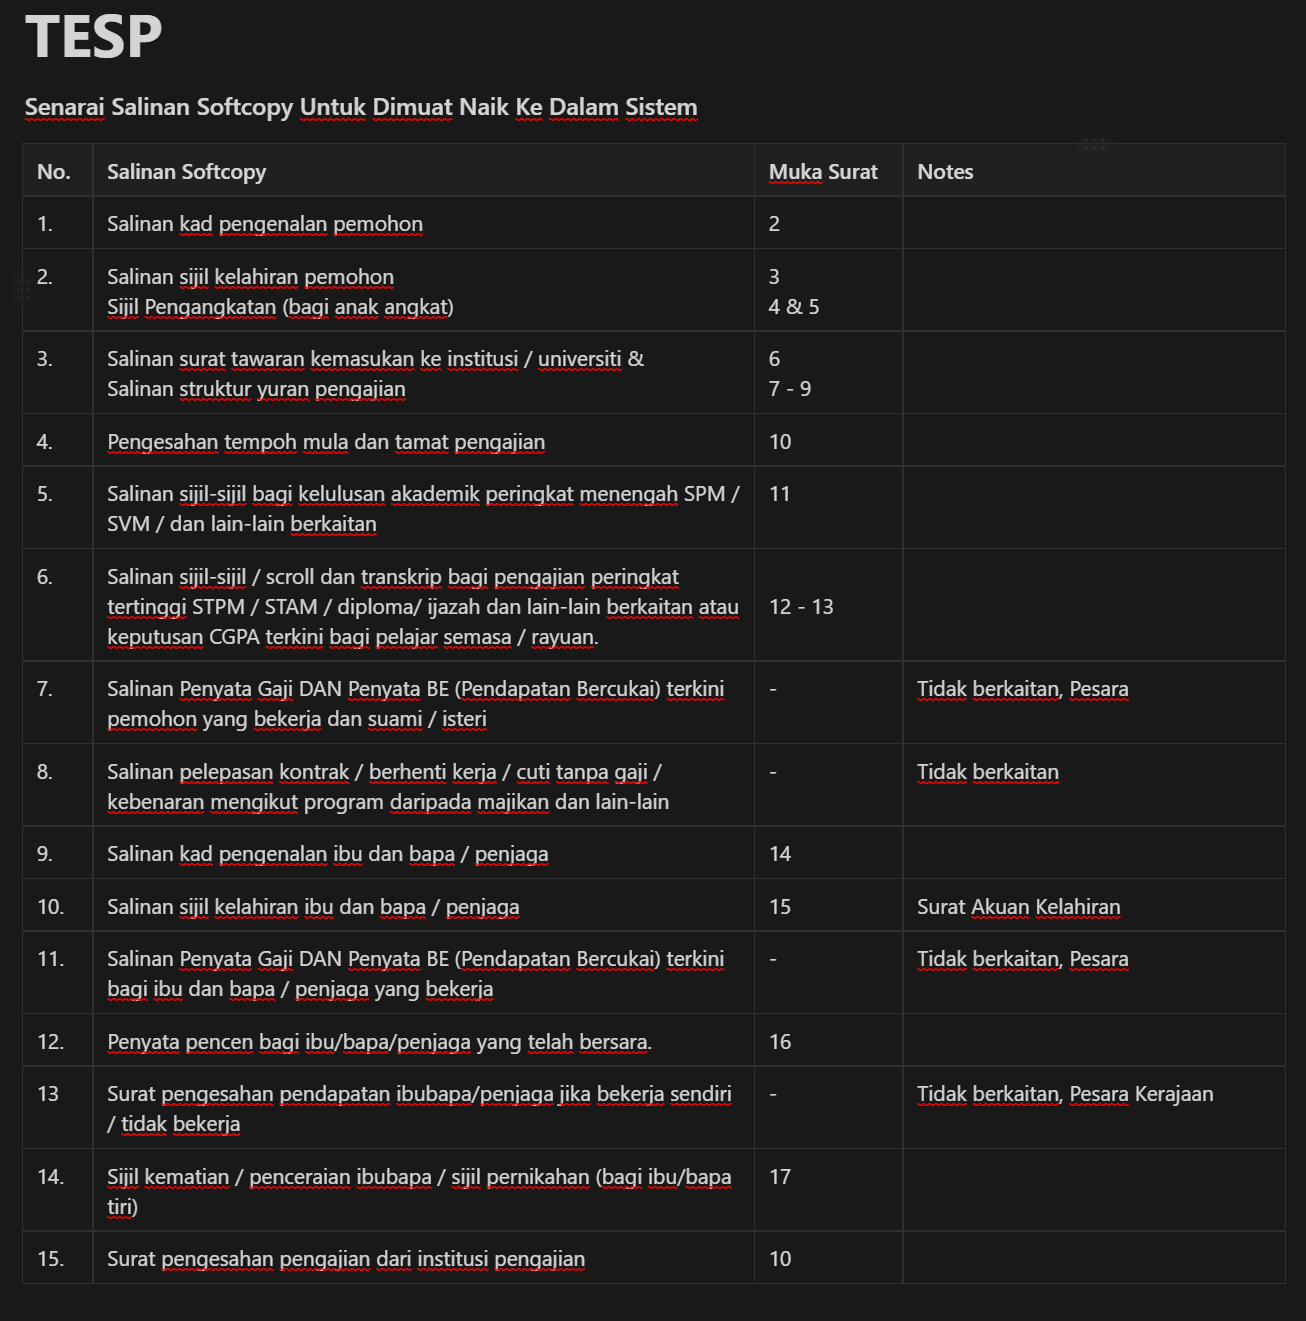 TESP
Senarai Salinan Softcopy Untuk Dimuat Naik Ke Dalam Sistem
No. Salinan Softcopy Muka Surat Notes
1. Salinan kad pengenalan pemohon 2
2. Salinan sijil kelahiran pemohon 3
Sijil Pengangkatan (bagi anak angkat) 4 & 5
3. Salinan surat tawaran kemasukan ke institusi / universiti & 6
Salinan struktur yuran pengajian 7 - 9
4. Pengesahan tempoh mula dan tamat pengajian 10
5. Salinan sijil-sijil bagi kelulusan akademik peringkat menengah SPM / 11
SVM / dan lain-lain berkaitan
6. Salinan sijil-sijil / scroll dan transkrip bagi pengajian peringkat
tertinggi STPM / STAM / diploma/ ijazah dan lain-lain berkaitan atau 12 - 13
keputusan CGPA terkini bagi pelajar semasa / rayuan.
7. Salinan Penyata Gaji DAN Penyata BE (Pendapatan Bercukai) terkini - Tidak berkaitan, Pesara
pemohon yang bekerja dan suami / isteri
8. Salinan pelepasan kontrak / berhenti kerja / cuti tanpa gaji / - Tidak berkaitan
kebenaran mengikut program daripada majikan dan lain-lain
9. Salinan kad pengenalan ibu dan bapa / penjaga 14
10. Salinan sijil kelahiran ibu dan bapa / penjaga 15 Surat Akuan Kelahiran
11. Salinan Penyata Gaji DAN Penyata BE (Pendapatan Bercukai) terkini - Tidak berkaitan, Pesara
bagi ibu dan bapa / penjaga yang bekerja
12. Penyata pencen bagi ibu/bapa/penjaga yang telah bersara. 16
13 Surat pengesahan pendapatan ibubapa/penjaga jika bekerja sendiri - Tidak berkaitan, Pesara Kerajaan
/ tidak bekerja
14. Sijil kematian / penceraian ibubapa / sijil pernikahan (bagi ibu/bapa 17
tiri)
15. Surat pengesahan pengajian dari institusi pengajian 10